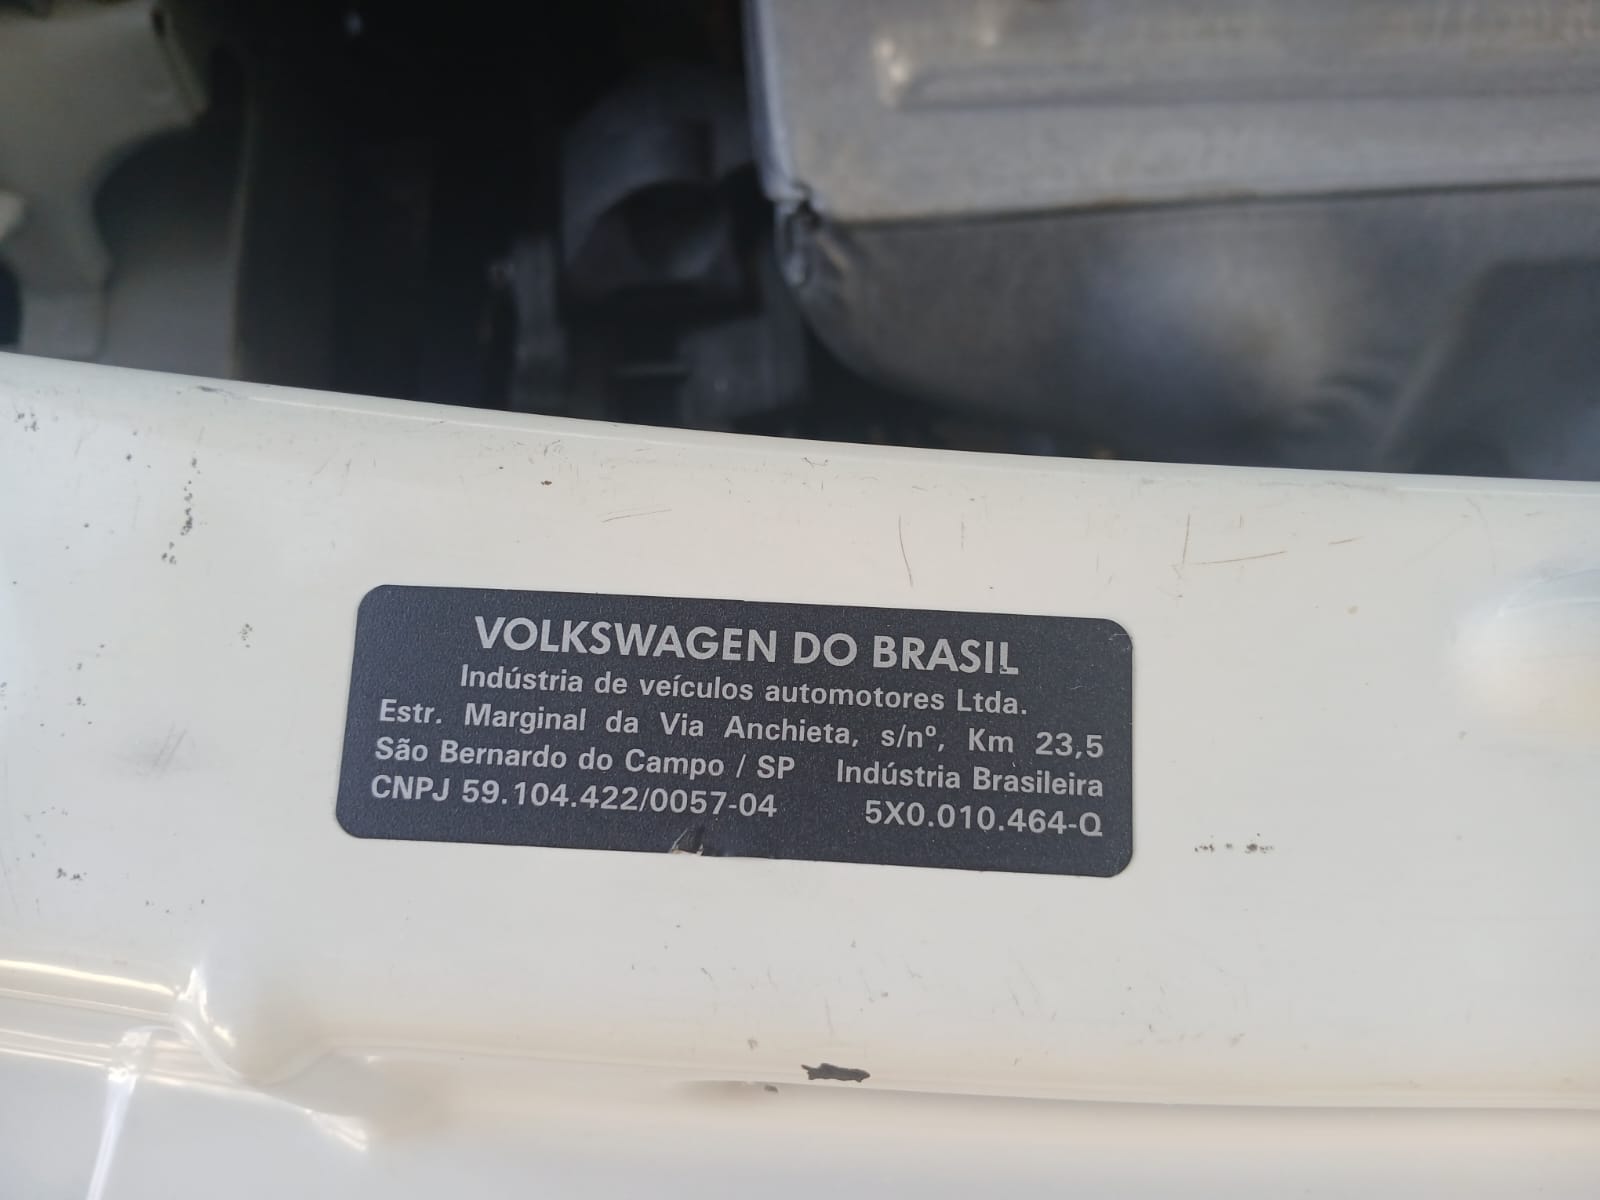 VOLKSWAGEN DO BRASIL
Indústria de veículos automotores Ltda.
Estr. Marginal da Via Anchieta, s/nº, Km 23,5
São Bernardo do Campo / SP Indústria Brasileira
CNPJ 59.104.422/0057-04 5X0.010.464-Q